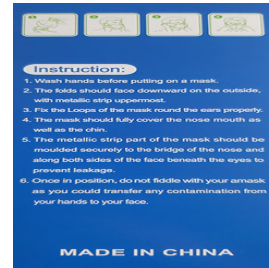 Instruction:
1. Wash hands before putting on a mask.
2. The folds should face downward on the outside,
with metallic strip uppermost.
3. Fix the Loops of the mask round the ears properly.
4. The mask should fully cover the nose mouth as
well as the chin.
5. The metallic strip part of the mask should be
moulded securely to the bridge of the nose and
along both sides of the face beneath the eyes to
prevent leakage.
6. Once in position, do not fiddle with your amask
as you could transfer any contamination from
your hands to your face.
MADE IN CHINA